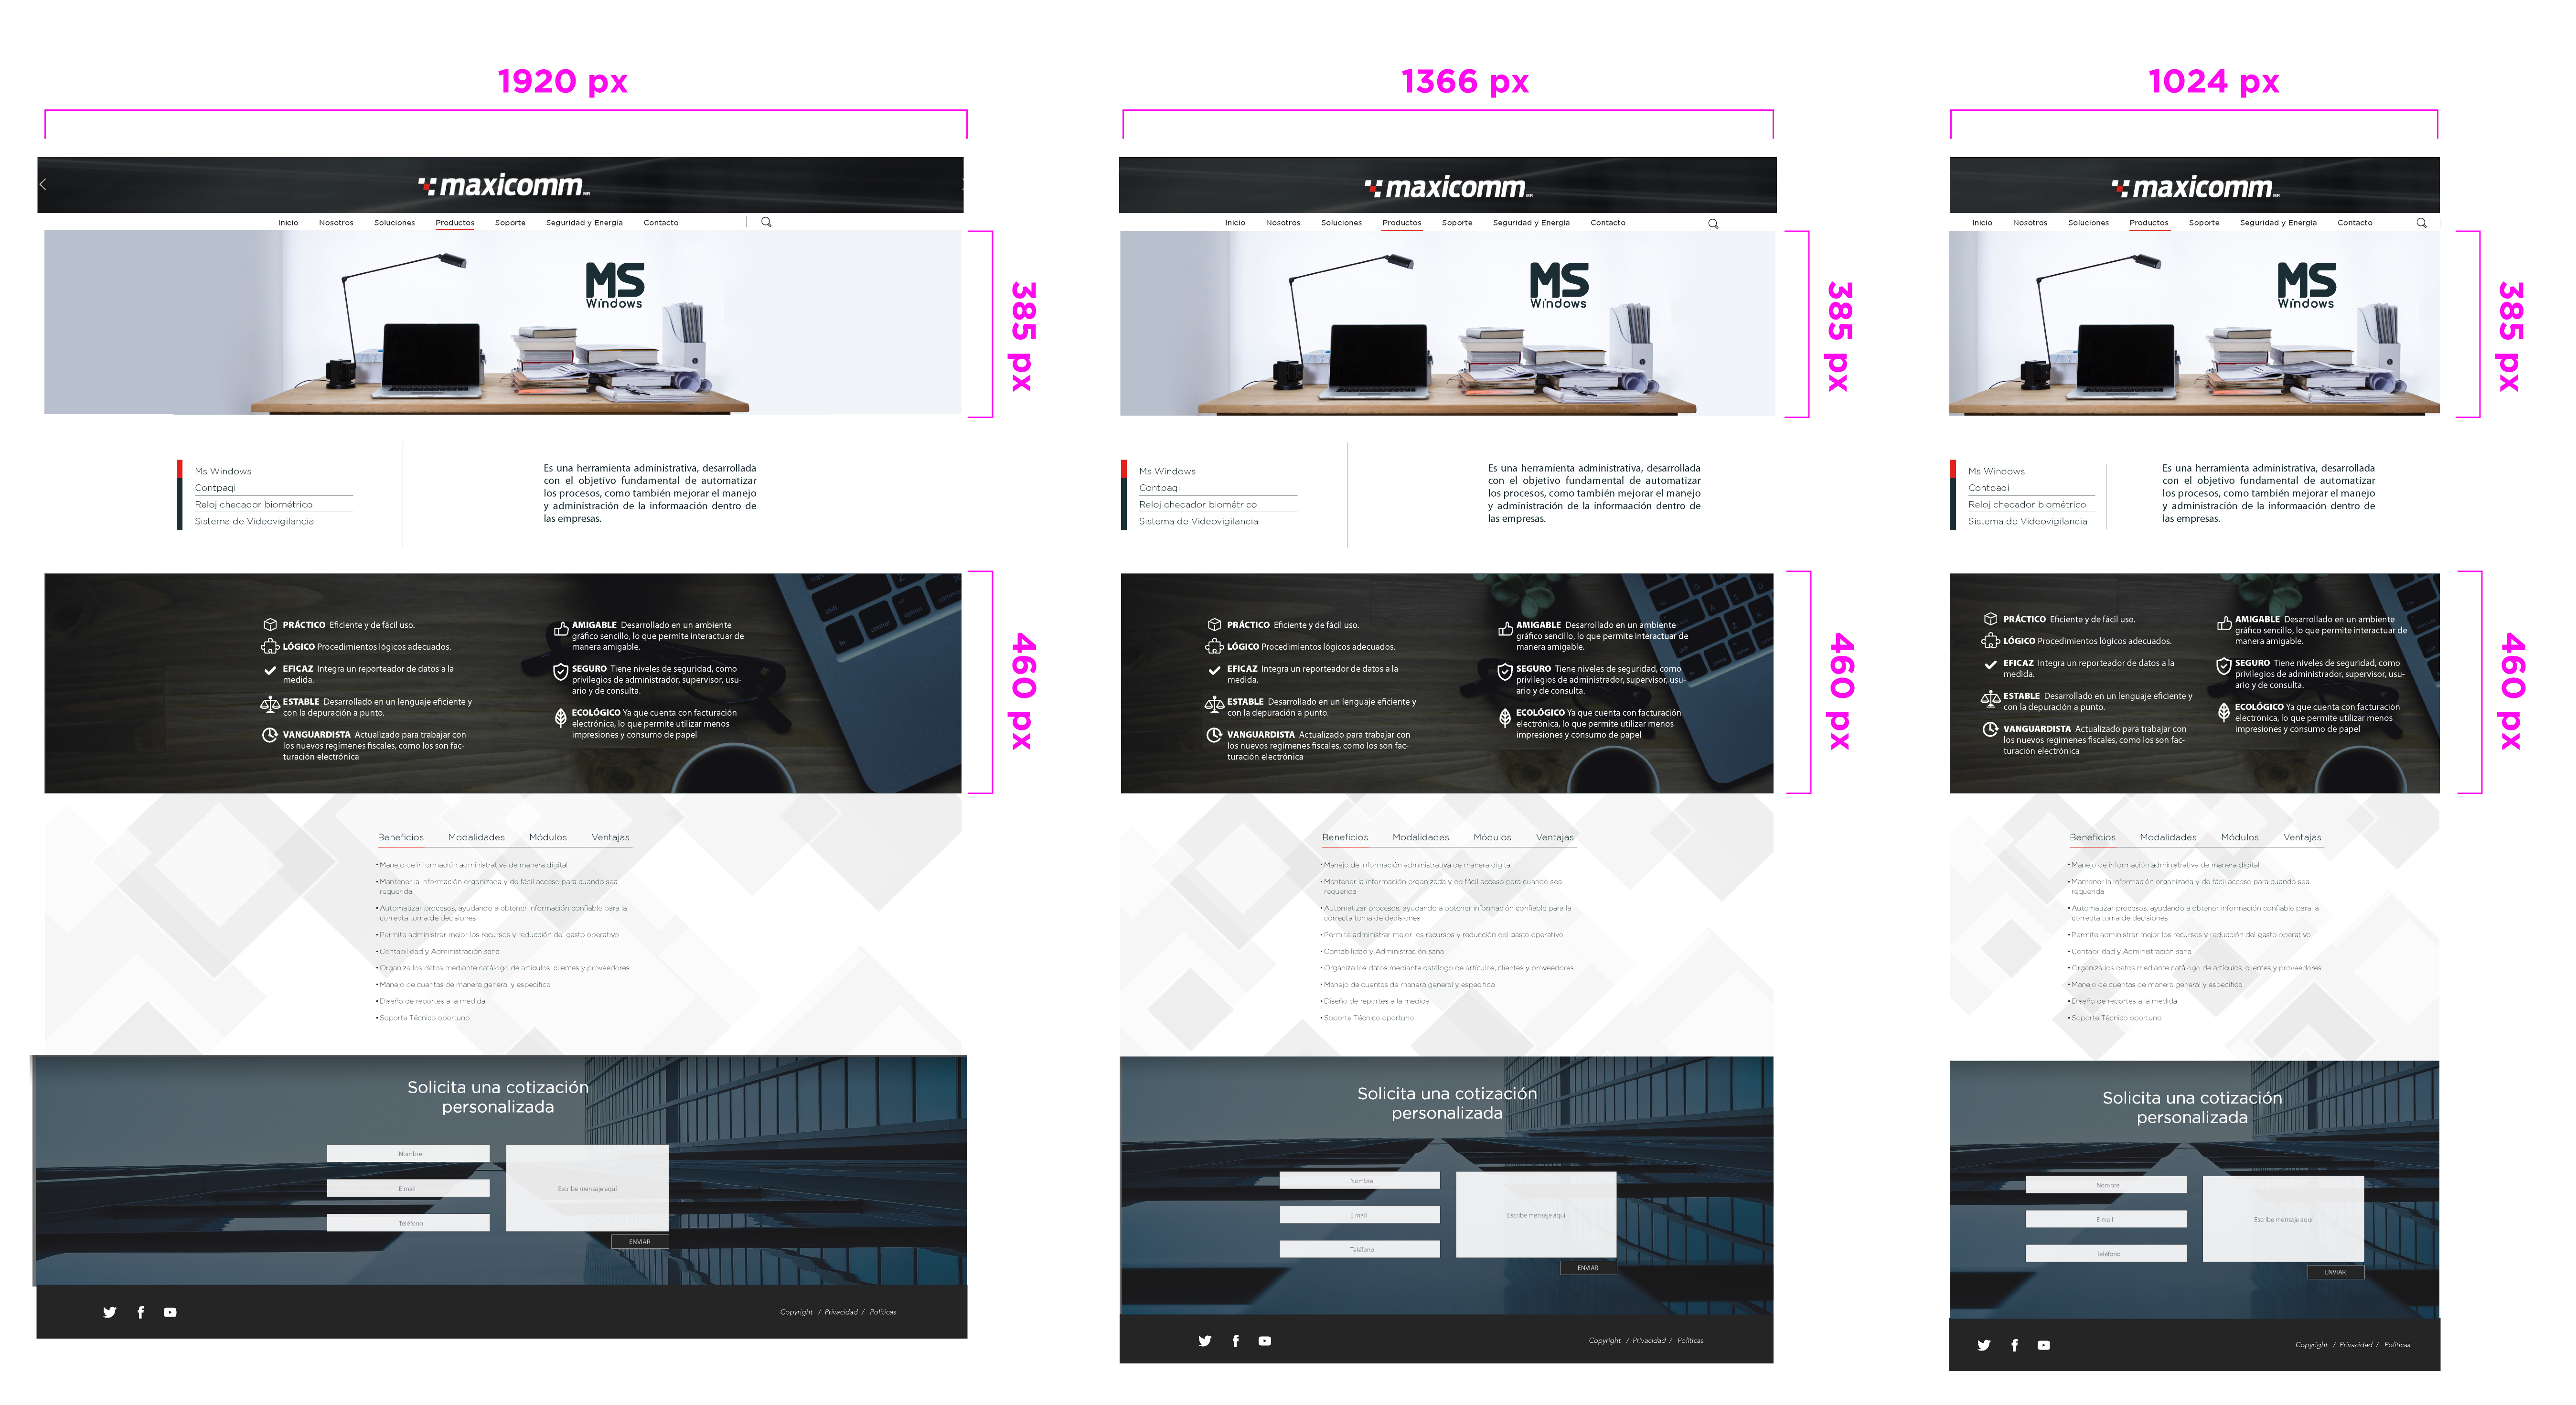 1920 px
maxicomm
Inicio Nosotros Soluciones Productos Soporte Seguridad y Energía Contacto
MS
Windows
385 px
Ms Windows
Contpaqi
Reloj checador biométrico
Sistema de Videovigilancia
Es una herramienta administrativa, desarrollada
con el objetivo fundamental de automatizar
los procesos, como también mejorar el manejo
y administración de la informaación dentro de
las empresas.
460 px
PRÁCTICO Eficiente y de fácil uso.
LÓGICO Procedimientos lógicos adecuados.
EFICAZ Integra un reporteador de datos a la
medida.
ESTABLE Desarrollado en un lenguaje eficiente y
con la depuración a punto.
VANGUARDISTA Actualizado para trabajar con
los nuevos regímenes fiscales, como los son fac-
turación electrónica
AMIGABLE Desarrollado en un ambiente
gráfico sencillo, lo que permite interactuar de
manera amigable.
SEGURO Tiene niveles de seguridad, como
privilegios de administrador, supervisor, usu-
ario y de consulta.
ECOLÓGICO Ya que cuenta con facturación
electrónica, lo que permite utilizar menos
impresiones y consumo de papel
Beneficios Modalidades Módulos Ventajas
• Manejo de información administrativa de manera digital
• Mantener la información organizada y de fácil acceso para cuando sea
requerida
• Automatizar procesos, ayudando a obtener información confiable para la
correcta toma de decisiones
• Permite administrar mejor los recursos y reducción del gasto operativo
• Contabilidad y Administración sana
• Organiza los datos mediante catálogo de artículos, clientes y proveedores
• Manejo de cuentas de manera general y especifica
• Diseño de reportes a la medida
• Soporte Técnico oportuno
Solicita una cotización
personalizada
Nombre
E mail
Teléfono
Escribe mensaje aquí
ENVIAR
Copyright / Privacidad / Políticas
1366 px
maxicomm
Inicio Nosotros Soluciones Productos Soporte Seguridad y Energía Contacto
MS
Windows
385 px
Ms Windows
Contpaqi
Reloj checador biométrico
Sistema de Videovigilancia
Es una herramienta administrativa, desarrollada
con el objetivo fundamental de automatizar
los procesos, como también mejorar el manejo
y administración de la informaación dentro de
las empresas.
460 px
PRÁCTICO Eficiente y de fácil uso.
LÓGICO Procedimientos lógicos adecuados.
EFICAZ Integra un reporteador de datos a la
medida.
ESTABLE Desarrollado en un lenguaje eficiente y
con la depuración a punto.
VANGUARDISTA Actualizado para trabajar con
los nuevos regímenes fiscales, como los son fac-
turación electrónica
AMIGABLE Desarrollado en un ambiente
gráfico sencillo, lo que permite interactuar de
manera amigable.
SEGURO Tiene niveles de seguridad, como
privilegios de administrador, supervisor, usu-
ario y de consulta.
ECOLÓGICO Ya que cuenta con facturación
electrónica, lo que permite utilizar menos
impresiones y consumo de papel
Beneficios Modalidades Módulos Ventajas
• Manejo de información administrativa de manera digital
• Mantener la información organizada y de fácil acceso para cuando sea
requerida
• Automatizar procesos, ayudando a obtener información confiable para la
correcta toma de decisiones
• Permite administrar mejor los recursos y reducción del gasto operativo
• Contabilidad y Administración sana
• Organiza los datos mediante catálogo de artículos, clientes y proveedores
• Manejo de cuentas de manera general y especifica
• Diseño de reportes a la medida
• Soporte Técnico oportuno
Solicita una cotización
personalizada
Nombre
E mail
Teléfono
Escribe mensaje aquí
ENVIAR
Copyright / Privacidad / Políticas
1024 px
maxicomm
Inicio Nosotros Soluciones Productos Soporte Seguridad y Energía Contacto
MS
Windows
385 px
Ms Windows
Contpaqi
Reloj checador biométrico
Sistema de Videovigilancia
Es una herramienta administrativa, desarrollada
con el objetivo fundamental de automatizar
los procesos, como también mejorar el manejo
y administración de la informaación dentro de
las empresas.
460 px
PRÁCTICO Eficiente y de fácil uso.
LÓGICO Procedimientos lógicos adecuados.
EFICAZ Integra un reporteador de datos a la
medida.
ESTABLE Desarrollado en un lenguaje eficiente y
con la depuración a punto.
VANGUARDISTA Actualizado para trabajar con
los nuevos regímenes fiscales, como los son fac-
turación electrónica
AMIGABLE Desarrollado en un ambiente
gráfico sencillo, lo que permite interactuar de
manera amigable.
SEGURO Tiene niveles de seguridad, como
privilegios de administrador, supervisor, usu-
ario y de consulta.
ECOLÓGICO Ya que cuenta con facturación
electrónica, lo que permite utilizar menos
impresiones y consumo de papel
Beneficios Modalidades Módulos Ventajas
• Manejo de información administrativa de manera digital
• Mantener la información organizada y de fácil acceso para cuando sea
requerida
• Automatizar procesos, ayudando a obtener información confiable para la
correcta toma de decisiones
• Permite administrar mejor los recursos y reducción del gasto operativo
• Contabilidad y Administración sana
• Organiza los datos mediante catálogo de artículos, clientes y proveedores
• Manejo de cuentas de manera general y especifica
• Diseño de reportes a la medida
• Soporte Técnico oportuno
Solicita una cotización
personalizada
Nombre
E mail
Teléfono
Escribe mensaje aquí
ENVIAR
Copyright / Privacidad / Políticas